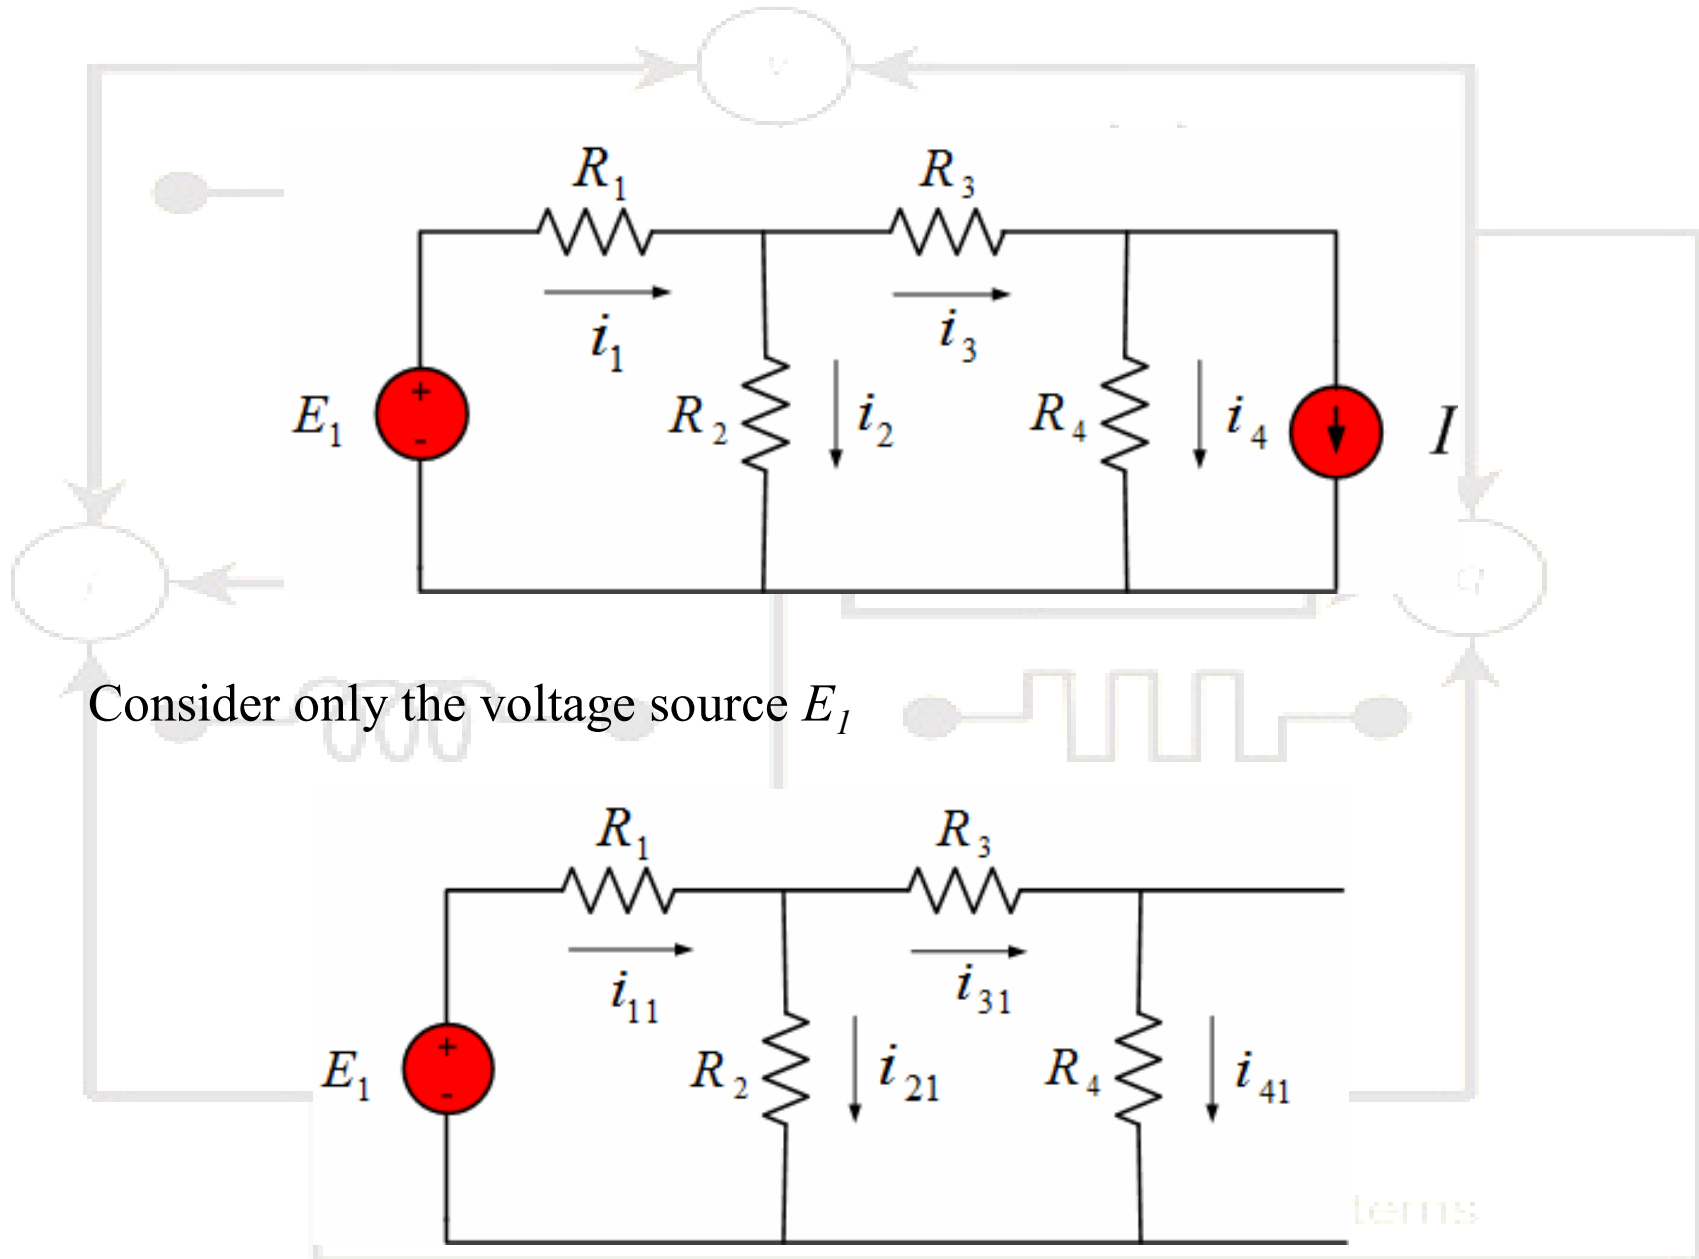 v
R1 R3
i1 i3
E1 + - R2 i2 R4 i4 I
q
Consider only the voltage source E1
R1 R3
i11 i31
E1 + - R2 i21 R4 i41
tems